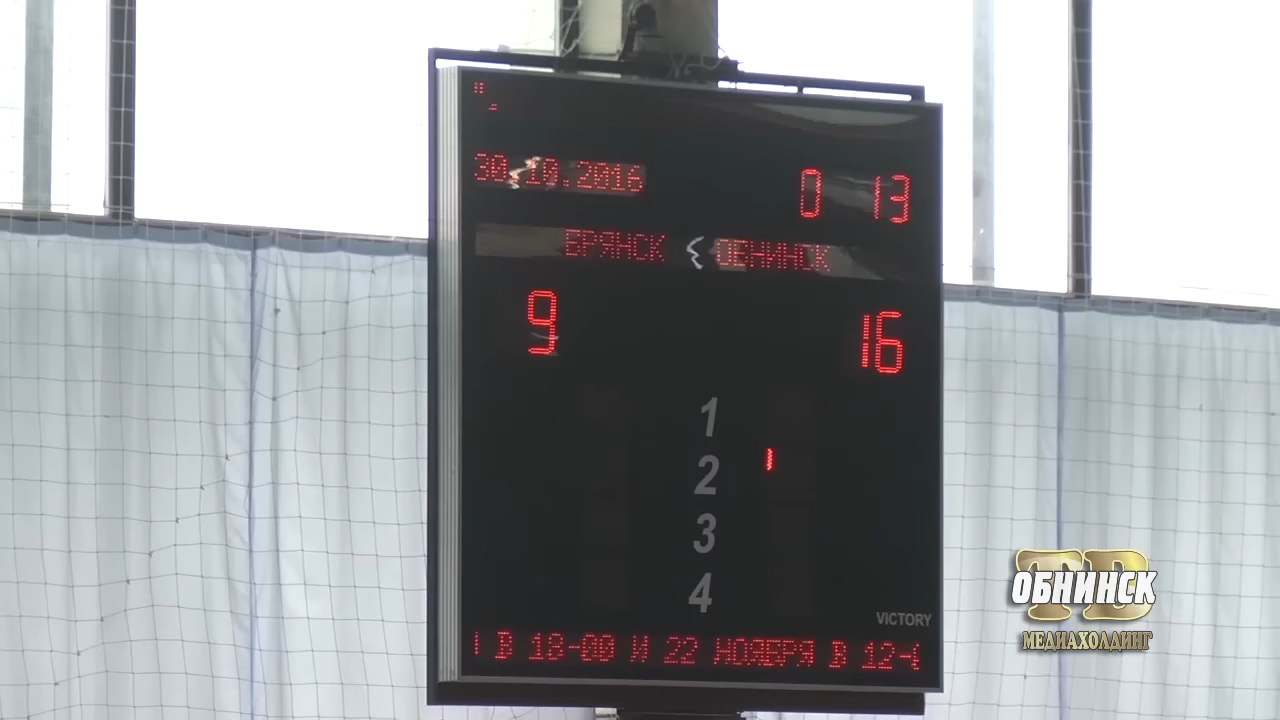 30.10.2016
0 13
БРЯНСК ОБНИНСК
9 16
1
2
3
4
VICTORY
В 18-00 И 22 НОЯБРЯ В 12-
ТВ
ОБНИНСК
МЕДИАХОЛДИНГ